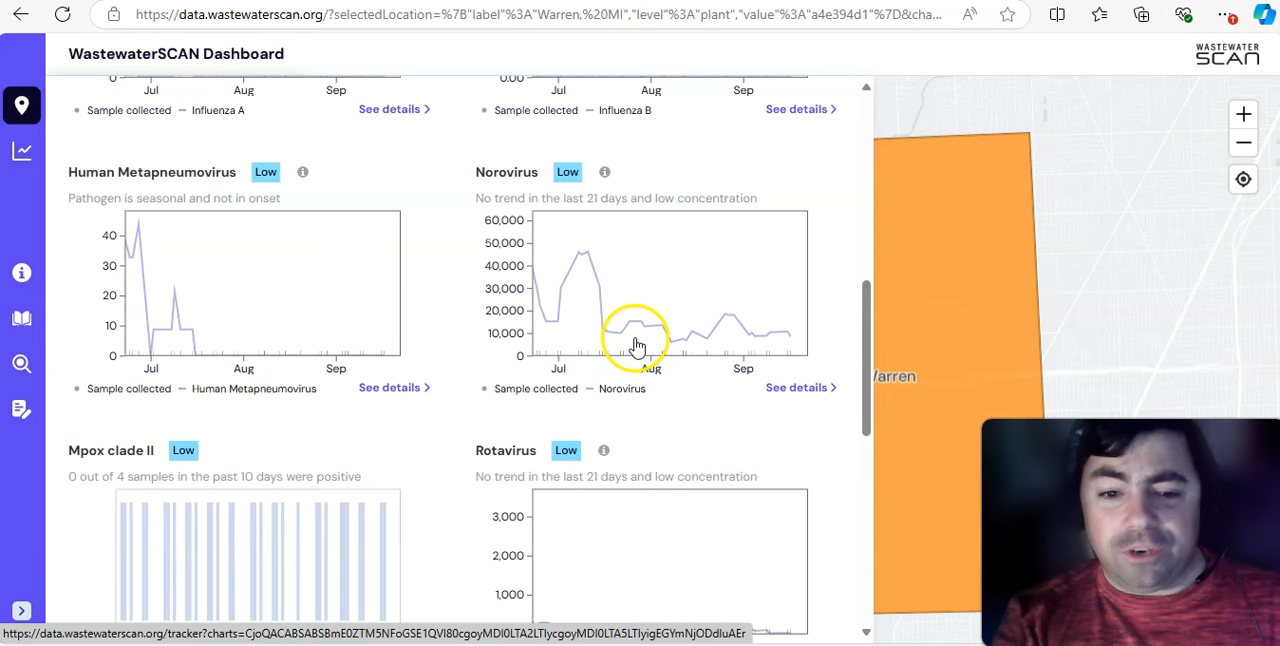 https://data.wastewaterscan.org/?selectedLocation=%7B"label"%3A"Warren,%20MI","level"%3A"plant","value"%3A"a4e394d1"%7D&cha...
WastewaterSCAN Dashboard
WASTEWATER
SCAN
0
Jul Aug Sep
0.00
Jul Aug Sep
Sample collected Influenza A
See details >
Sample collected Influenza B
See details >
Human Metapneumovirus Low
Pathogen is seasonal and not in onset
40
30
20
10
0
Jul Aug Sep
Sample collected Human Metapneumovirus
See details >
Norovirus Low
No trend in the last 21 days and low concentration
60,000
50,000
40,000
30,000
20,000
10,000
0
Jul Aug Sep
Sample collected Norovirus
See details >
Warren
Mpox clade II Low
0 out of 4 samples in the past 10 days were positive
Rotavirus Low
No trend in the last 21 days and low concentration
3,000
2,000
1,000